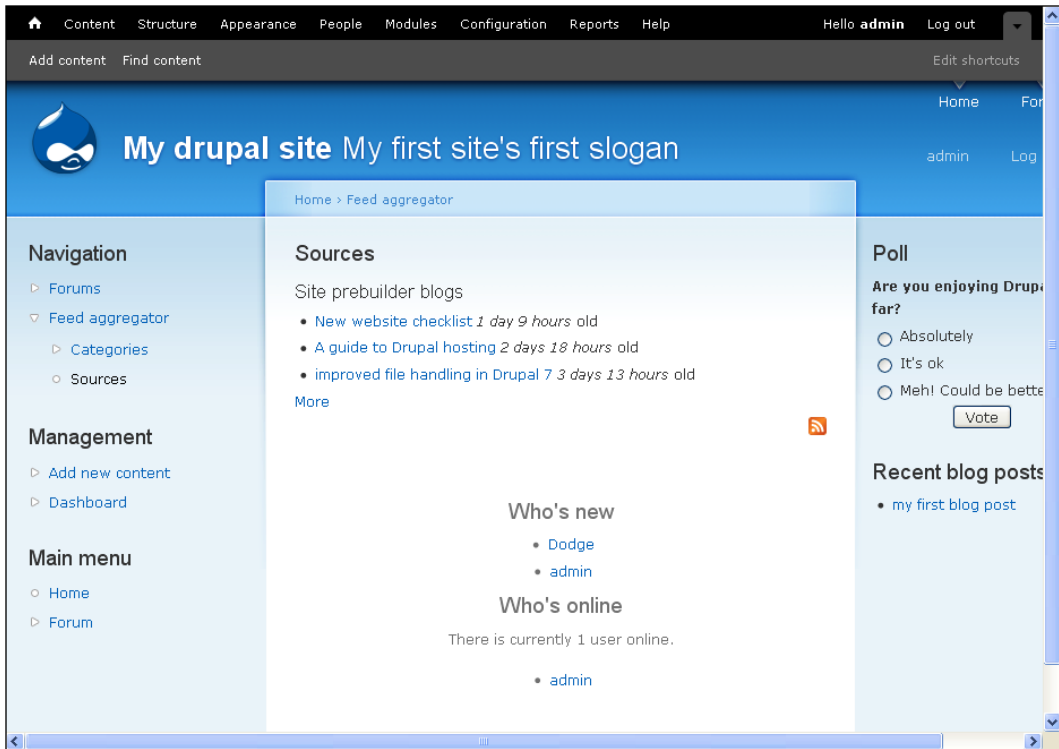 Content Structure Appearance People Modules Configuration Reports Help Hello admin Log out
Add content Find content Edit shortcuts
Home For
My drupal site My first site's first slogan
admin Log
Home › Feed aggregator
Navigation
Forums
Feed aggregator
Categories
Sources
Management
Add new content
Dashboard
Main menu
Home
Forum
Sources
Site prebuilder blogs
New website checklist 1 day 9 hours old
A guide to Drupal hosting 2 days 18 hours old
improved file handling in Drupal 7 3 days 13 hours old
More
Who's new
Dodge
admin
Who's online
There is currently 1 user online.
admin
Poll
Are you enjoying Drupa
far?
Absolutely
It's ok
Meh! Could be bette
Vote
Recent blog posts
my first blog post